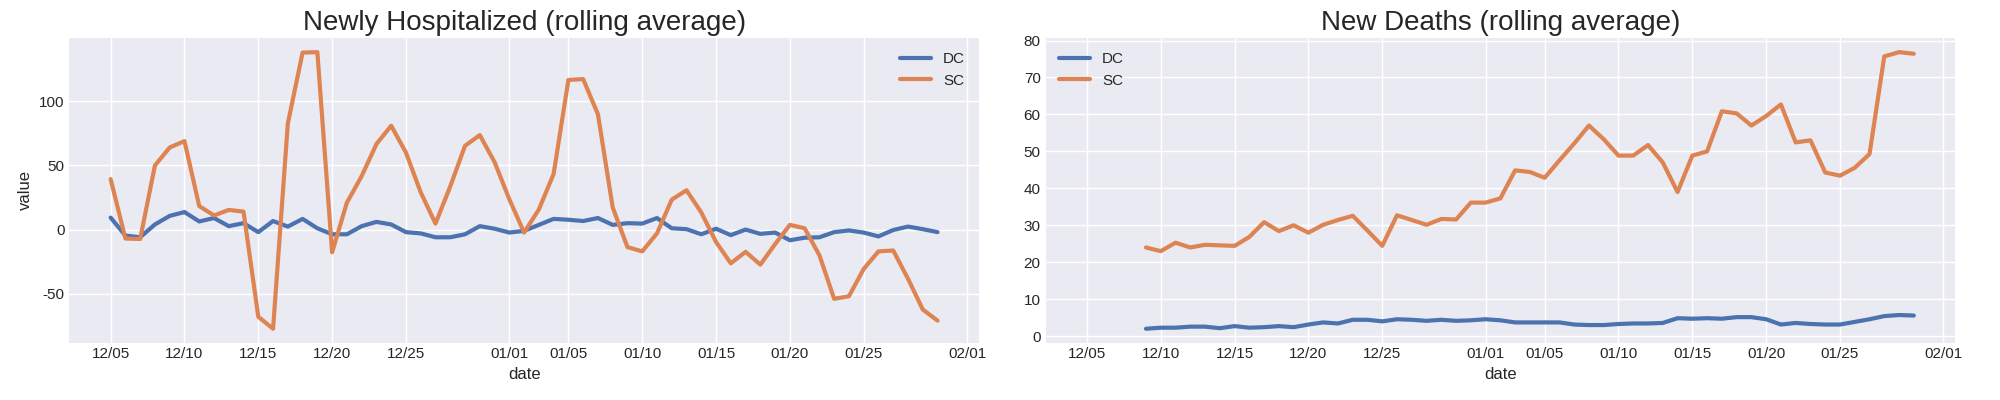 Newly Hospitalized (rolling average)
DC
SC
100
50
0
-50
value
12/05 12/10 12/15 12/20 12/25 01/01 01/05 01/10 01/15 01/20 01/25 02/01
date
New Deaths (rolling average)
DC
SC
80
70
60
50
40
30
20
10
0
12/05 12/10 12/15 12/20 12/25 01/01 01/05 01/10 01/15 01/20 01/25 02/01
date